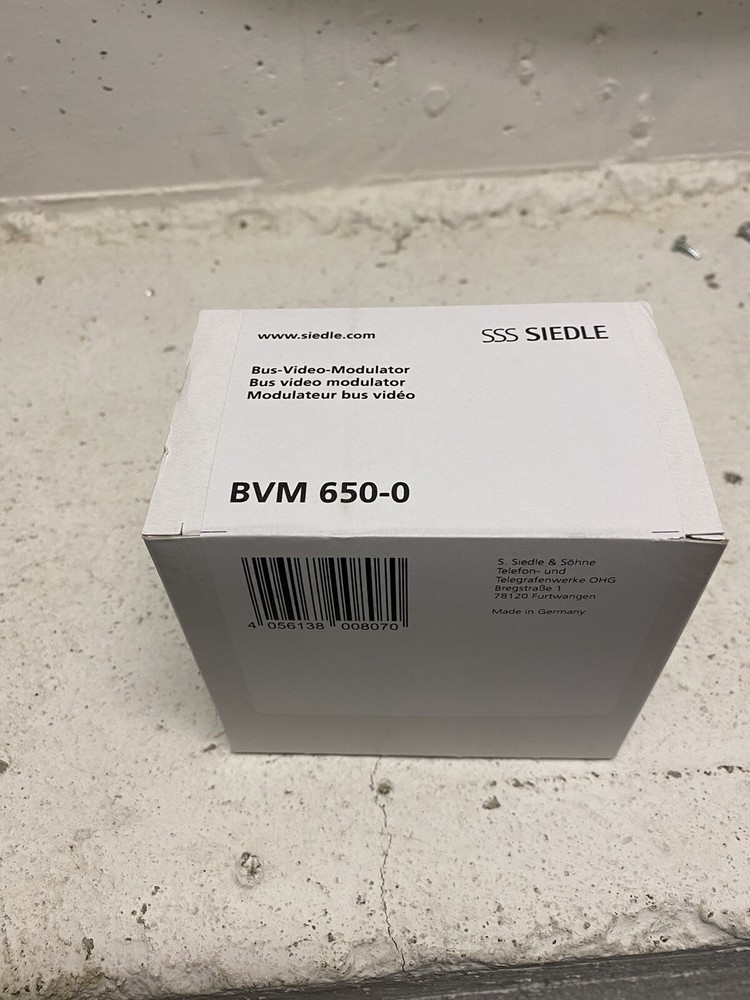 www.siedle.com
SSS SIEDLE
Bus-Video-Modulator
Bus video modulator
Modulateur bus vidéo
BVM 650-0
4 056138 008070
S. Siedle & Söhne
Telefon- und
Telegrafenwerke OHG
Bregstraße 1
78120 Furtwangen
Made in Germany